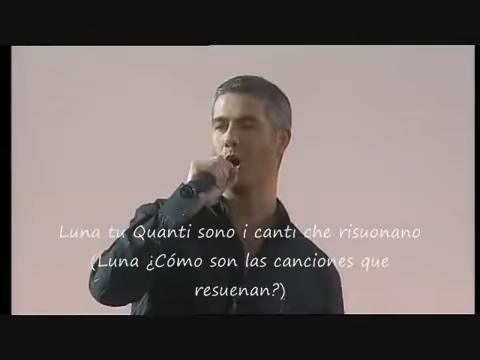 Luna tu Quanti sono i canti che risuonano
(Luna ¿Cómo son las canciones que
resuenan?)